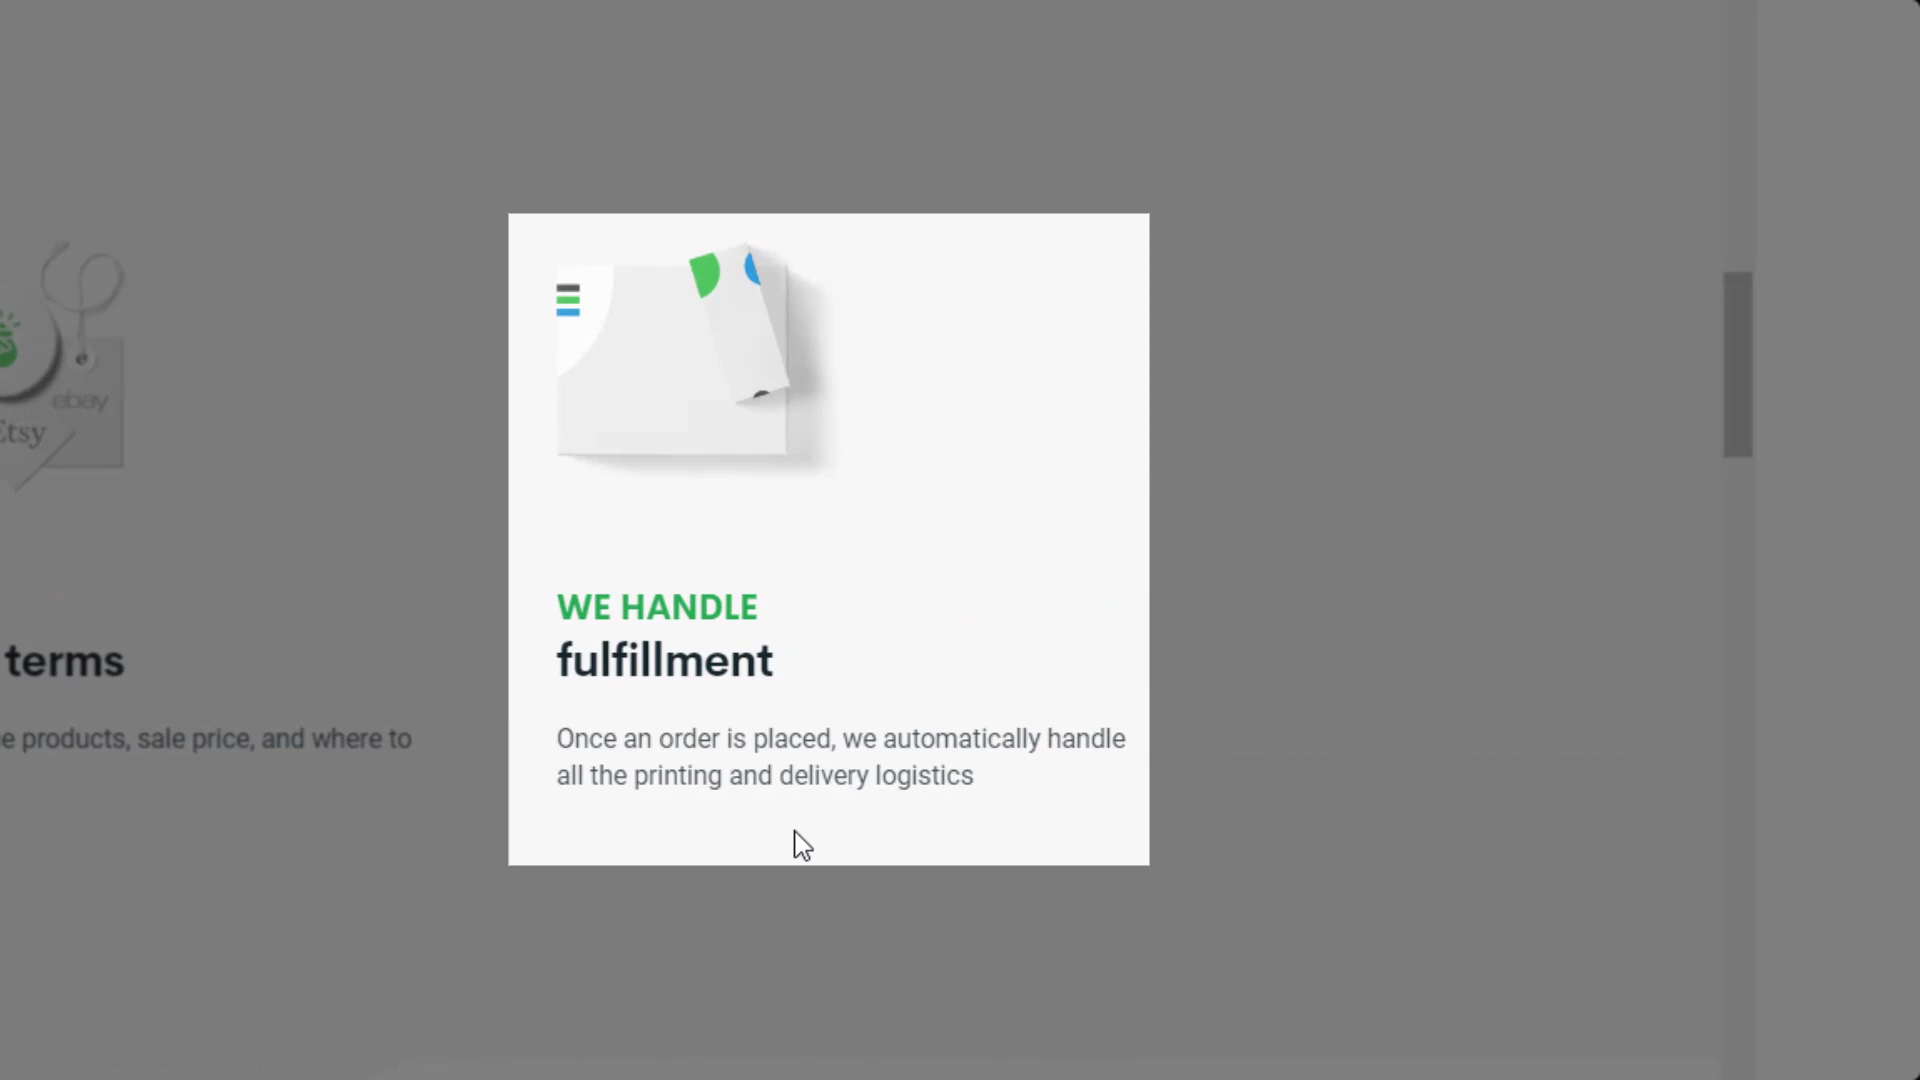 ebay
Etsy
terms
products, sale price, and where to
WE HANDLE
fulfillment
Once an order is placed, we automatically handle
all the printing and delivery logistics